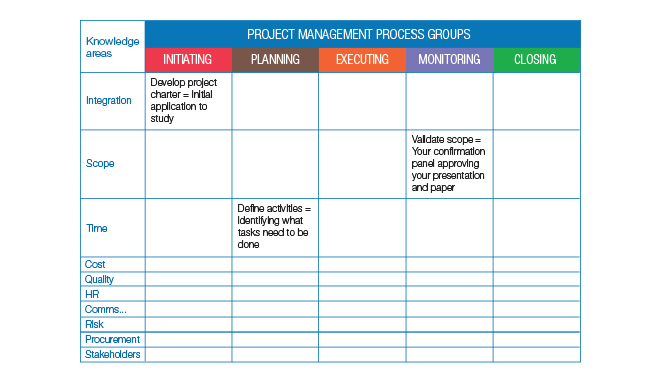 Knowledge
areas
PROJECT MANAGEMENT PROCESS GROUPS
INITIATING
PLANNING
EXECUTING
MONITORING
CLOSING
Integration
Develop project
charter = initial
application to
study
Scope
Validate scope =
Your confirmation
panel approving
your presentation
and paper
Time
Define activities =
identifying what
tasks need to be
done
Cost
Quality
HR
Comms...
Risk
Procurement
Stakeholders